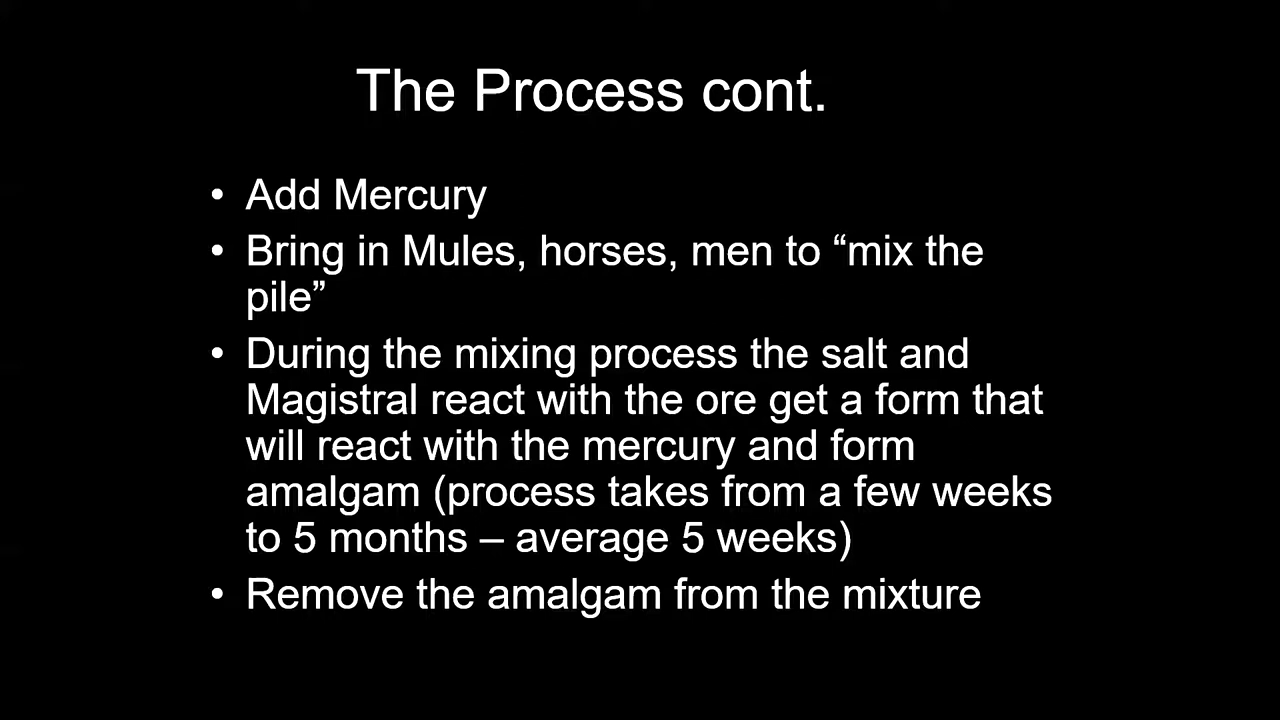 The Process cont.
• Add Mercury
• Bring in Mules, horses, men to “mix the
pile”
• During the mixing process the salt and
Magistral react with the ore get a form that
will react with the mercury and form
amalgam (process takes from a few weeks
to 5 months – average 5 weeks)
• Remove the amalgam from the mixture